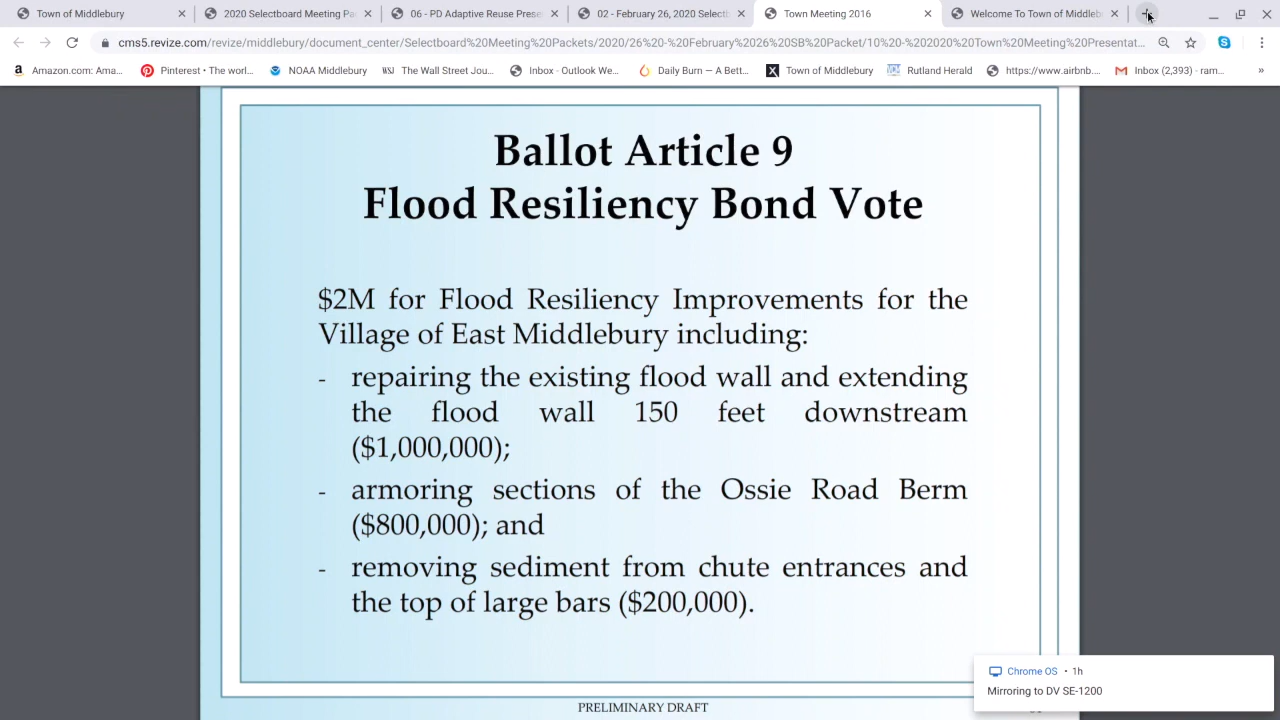 Town of Middlebury
2020 Selectboard Meeting Pa
06 - PD Adaptive Reuse Prese
02 - February 26, 2020 Selectb
Town Meeting 2016
Welcome To Town of Middleb
cms5.revize.com/revize/middlebury/document_center/Selectboard%20Meeting%20Packets/2020/26%20-%20February%2026%20SB%20Packet/10%20-%202020%20Town%20Meeting%20Presentat...
Amazon.com: Ama...
Pinterest • The worl...
NOAA Middlebury
WSJ The Wall Street Jou...
Inbox - Outlook We...
Daily Burn — A Bett...
X Town of Middlebury
Rutland Herald
https://www.airbnb....
Inbox (2,393) - ram...
»
Ballot Article 9
Flood Resiliency Bond Vote
$2M for Flood Resiliency Improvements for the
Village of East Middlebury including:
- repairing the existing flood wall and extending
the flood wall 150 feet downstream
($1,000,000);
- armoring sections of the Ossie Road Berm
($800,000); and
- removing sediment from chute entrances and
the top of large bars ($200,000).
PRELIMINARY DRAFT
Chrome OS • 1h
Mirroring to DV SE-1200